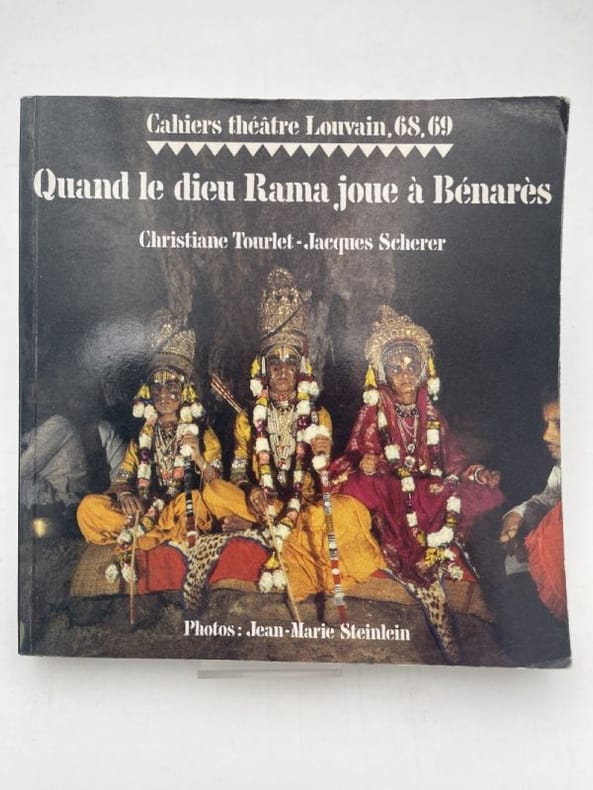 Cahiers théâtre Louvain, 68, 69
Quand le dieu Rama joue à Bénarès
Christiane Tourlet - Jacques Scherer
Photos : Jean-Marie Steinlein